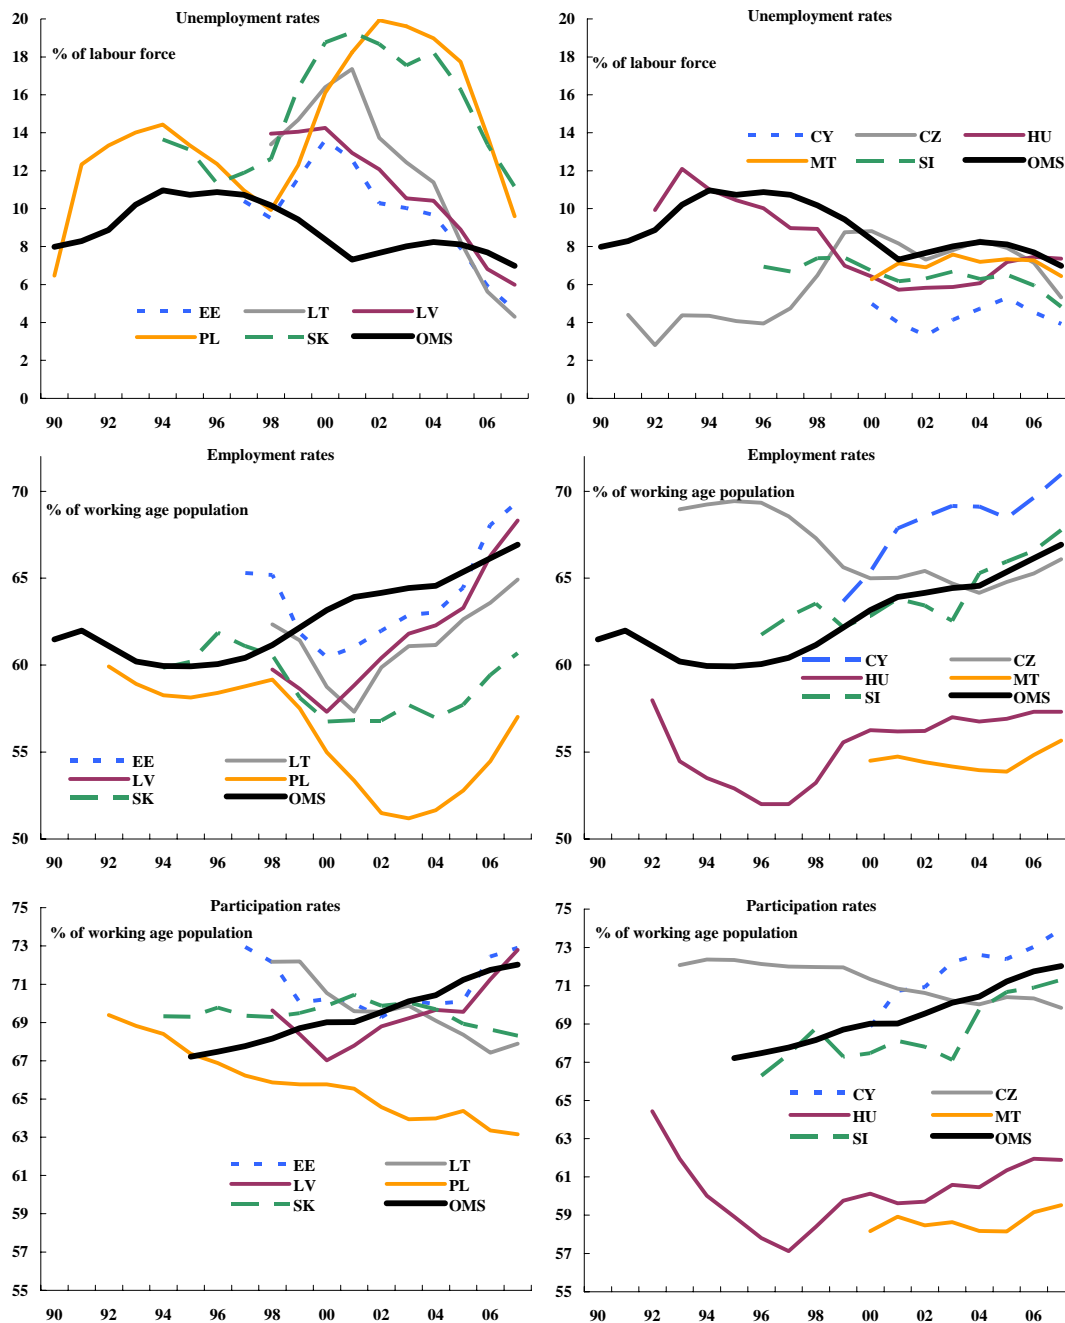 Unemployment rates
% of labour force
20
18
16
14
12
10
8
6
4
2
0
EE LT LV
PL SK OMS
90 92 94 96 98 00 02 04 06
Unemployment rates
% of labour force
20
18
16
14
12
10
8
6
4
2
0
CY CZ HU
MT SI OMS
90 92 94 96 98 00 02 04 06
Employment rates
% of working age population
70
65
60
55
50
EE LT
LV PL
SK OMS
90 92 94 96 98 00 02 04 06
Employment rates
% of working age population
70
65
60
55
50
CY CZ
HU MT
SI OMS
90 92 94 96 98 00 02 04 06
Participation rates
% of working age population
75
73
71
69
67
65
63
61
59
57
55
EE LT
LV PL
SK OMS
90 92 94 96 98 00 02 04 06
Participation rates
% of working age population
75
73
71
69
67
65
63
61
59
57
55
CY CZ
HU MT
SI OMS
90 92 94 96 98 00 02 04 06